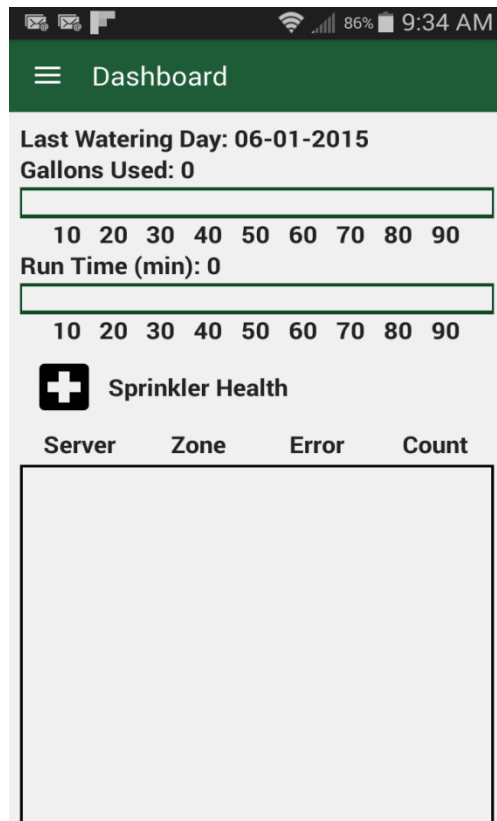 86% 9:34 AM
Dashboard
Last Watering Day: 06-01-2015
Gallons Used: 0
10 20 30 40 50 60 70 80 90
Run Time (min): 0
10 20 30 40 50 60 70 80 90
Sprinkler Health
Server Zone Error Count